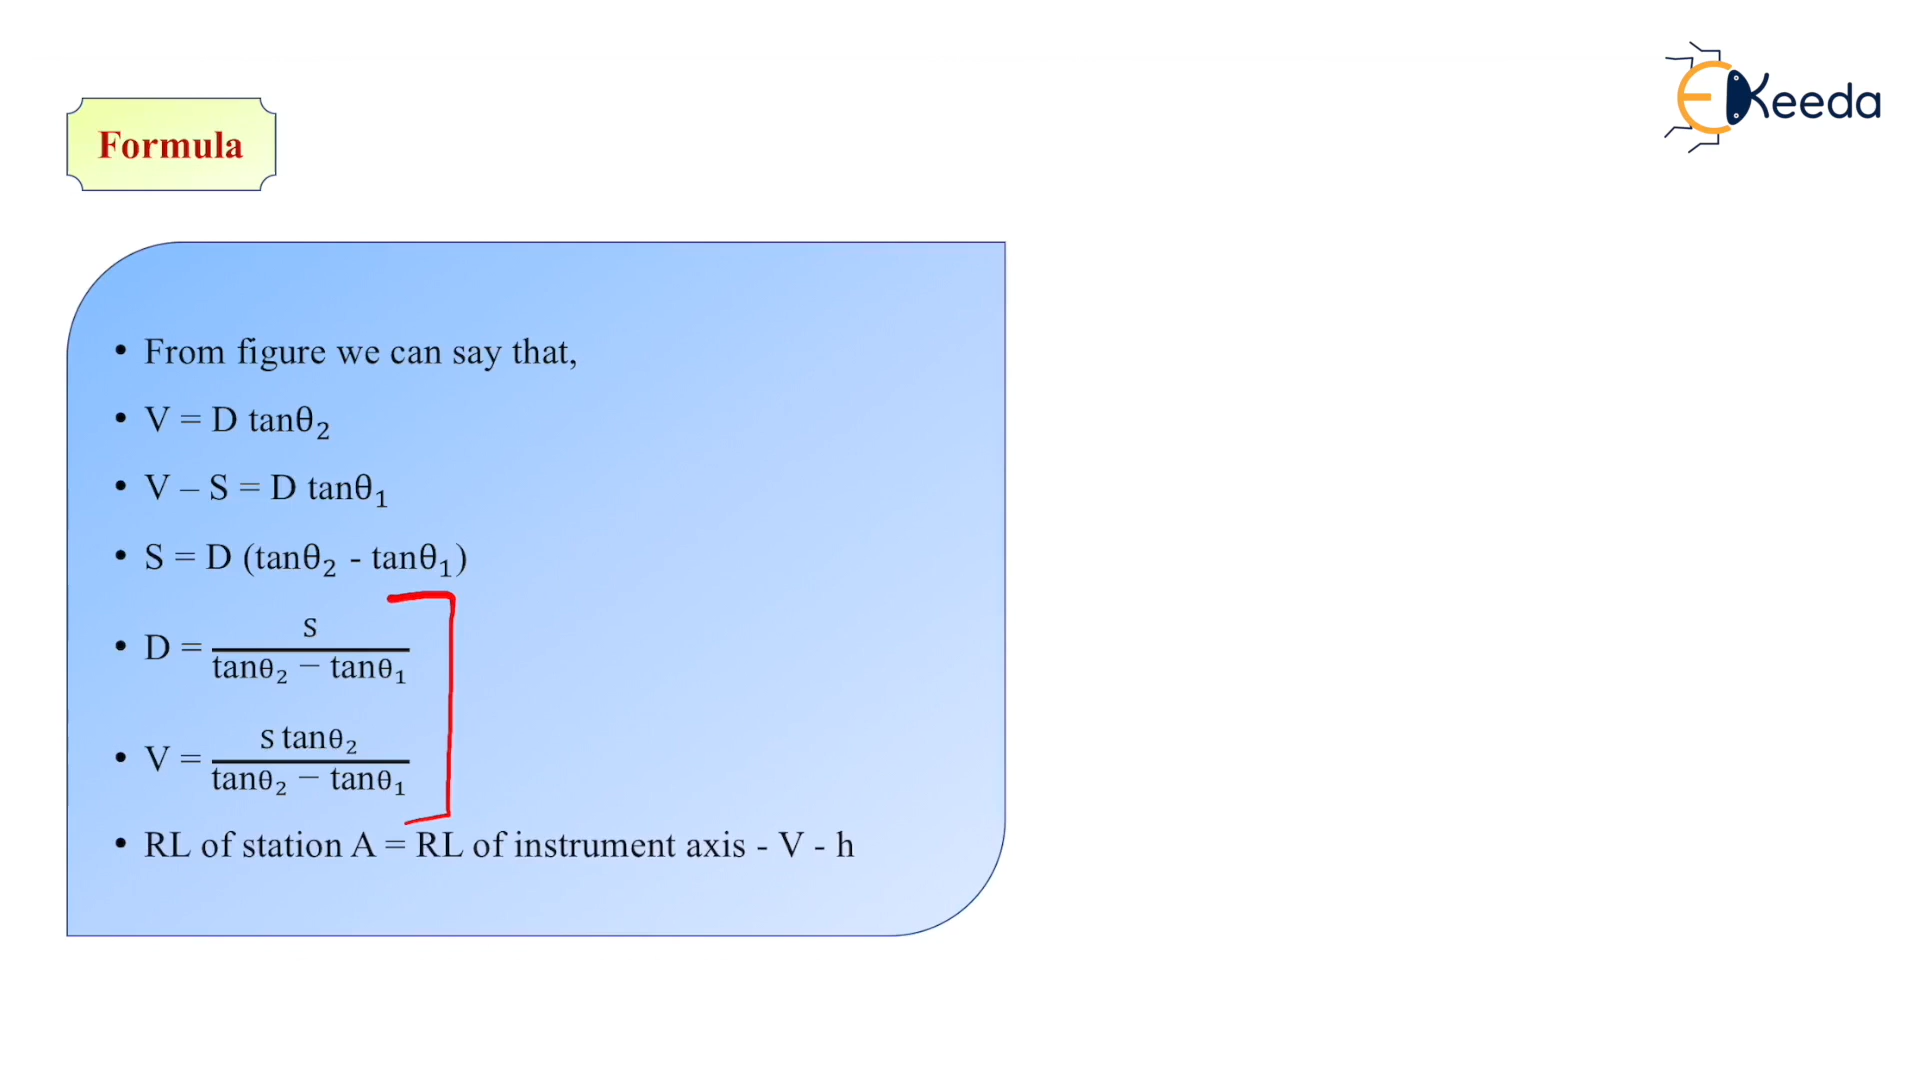 Formula
EKeeda
• From figure we can say that,
• V = D tanθ₂
• V – S = D tanθ₁
• S = D (tanθ₂ - tanθ₁)
• D = s / (tanθ₂ − tanθ₁)
• V = s tanθ₂ / (tanθ₂ − tanθ₁)
• RL of station A = RL of instrument axis - V - h